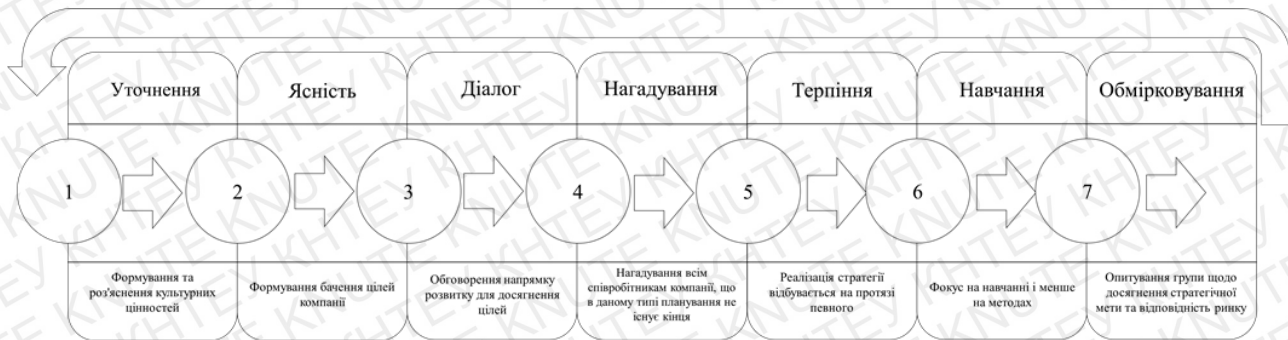 Уточнення
Ясність
Діалог
Нагадування
Терпіння
Навчання
Обмірковування
1
2
3
4
5
6
7
Формування та
роз'яснення культурних
цінностей
Формування бачення цілей
компанії
Обговорення напрямку
розвитку для досягнення
цілей
Нагадування всім
співробітникам компанії, що
в даному типі планування не
існує кінця
Реалізація стратегії
відбувається на протязі
певного
Фокус на навчанні і менше
на методах
Опитування групи щодо
досягнення стратегічної
мети та відповідність ринку